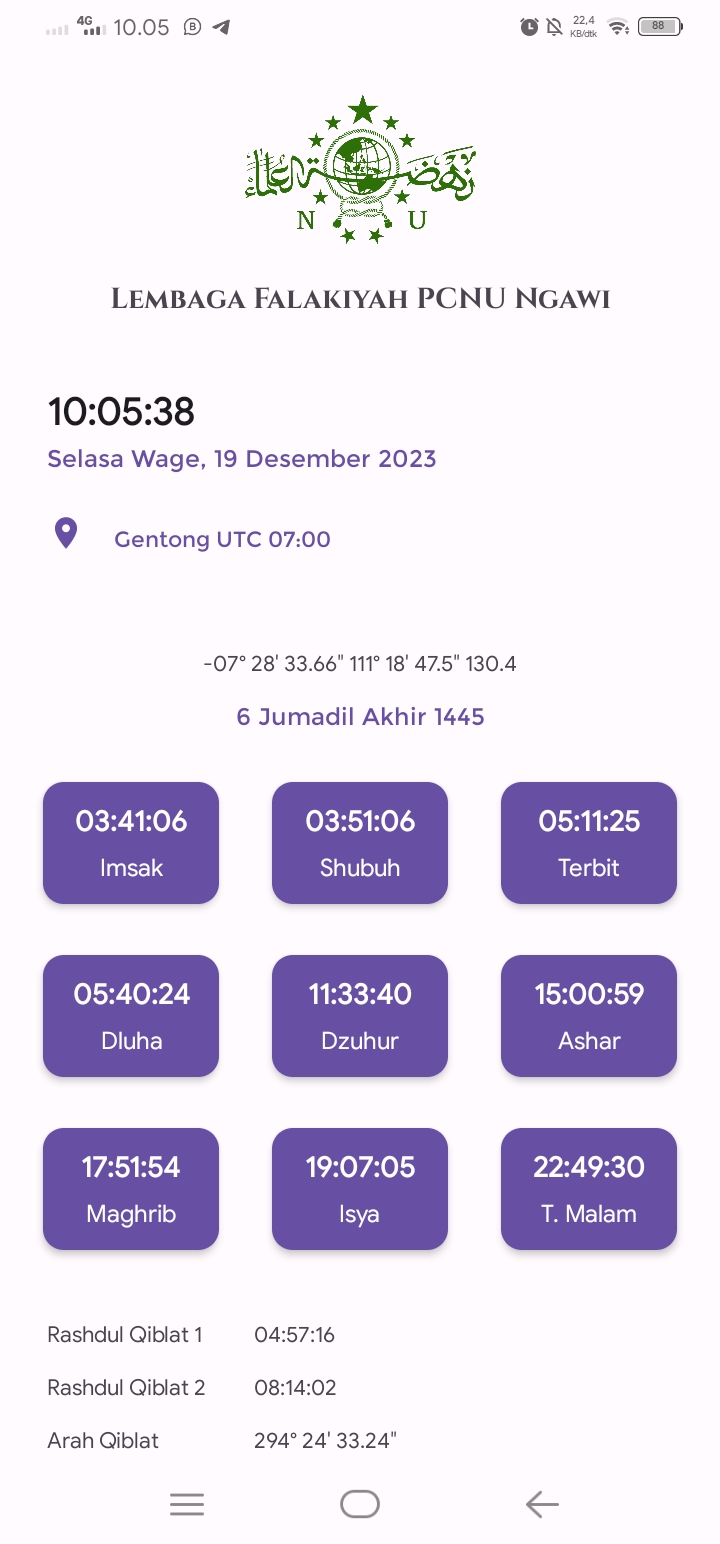 4G 10.05 22,4 KB/dtk 88
نهضة العلماء
N U
Lembaga Falakiyah PCNU Ngawi
10:05:38
Selasa Wage, 19 Desember 2023
Gentong UTC 07:00
-07° 28' 33.66" 111° 18' 47.5" 130.4
6 Jumadil Akhir 1445
03:41:06 03:51:06 05:11:25
Imsak Shubuh Terbit
05:40:24 11:33:40 15:00:59
Dluha Dzuhur Ashar
17:51:54 19:07:05 22:49:30
Maghrib Isya T. Malam
Rashdul Qiblat 1 04:57:16
Rashdul Qiblat 2 08:14:02
Arah Qiblat 294° 24' 33.24"